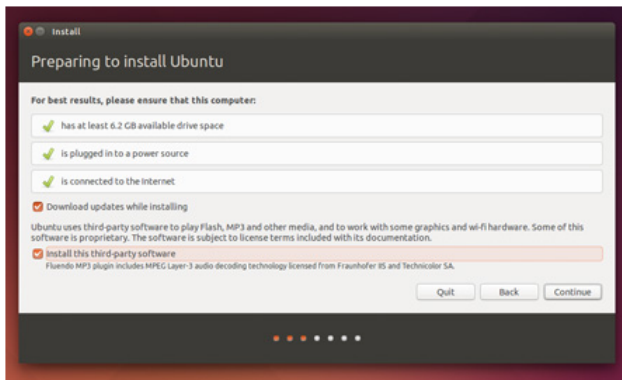 Install
Preparing to install Ubuntu
For best results, please ensure that this computer:
has at least 6.2 GB available drive space
is plugged in to a power source
is connected to the Internet
Download updates while installing
Ubuntu uses third-party software to play Flash, MP3 and other media, and to work with some graphics and wi-fi hardware. Some of this
software is proprietary. The software is subject to license terms included with its documentation.
Install this third-party software
Fluendo MP3 plugin includes MPEG Layer-3 audio decoding technology licensed from Fraunhofer IIS and Technicolor SA.
Quit Back Continue